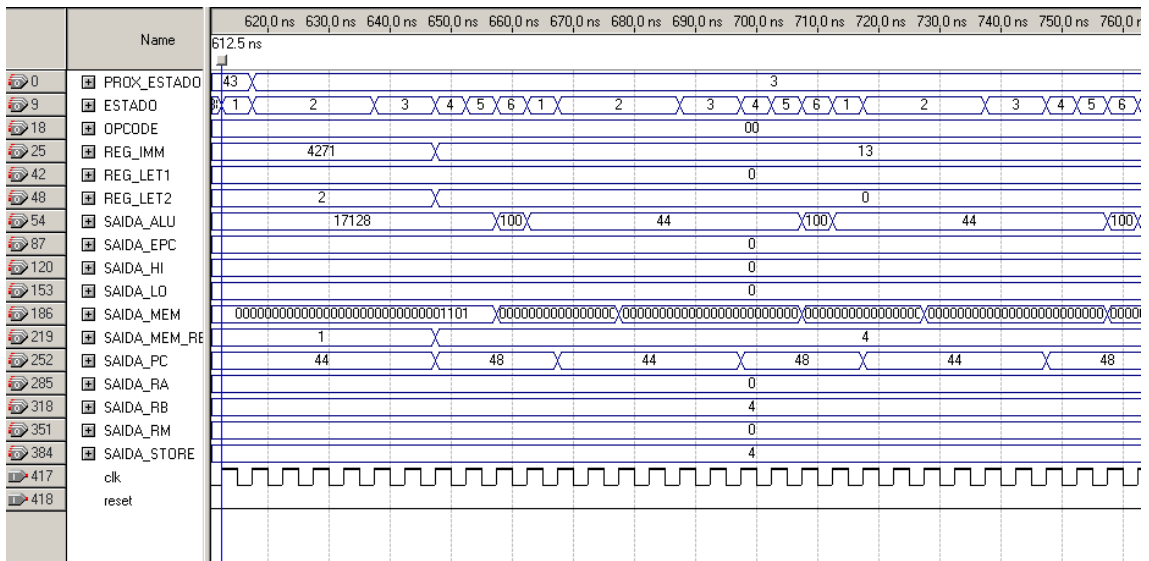 620,0 ns 630,0 ns 640,0 ns 650,0 ns 660,0 ns 670,0 ns 680,0 ns 690,0 ns 700,0 ns 710,0 ns 720,0 ns 730,0 ns 740,0 ns 750,0 ns 760,0 n
Name
612.5 ns
0 PROX_ESTADO 43 3
9 ESTADO 1 2 3 4 5 6 1 2 3 4 5 6 1 2 3 4 5 6
18 OPCODE 00
25 REG_IMM 4271 13
42 REG_LET1 0
48 REG_LET2 2 0
54 SAIDA_ALU 17128 100 44 100 44 100
87 SAIDA_EPC 0
120 SAIDA_HI 0
153 SAIDA_LO 0
186 SAIDA_MEM
219 SAIDA_MEM_RE 1 4
252 SAIDA_PC 44 48 44 48 44 48
285 SAIDA_RA 0
318 SAIDA_RB 4
351 SAIDA_RM 0
384 SAIDA_STORE 4
417 clk
418 reset